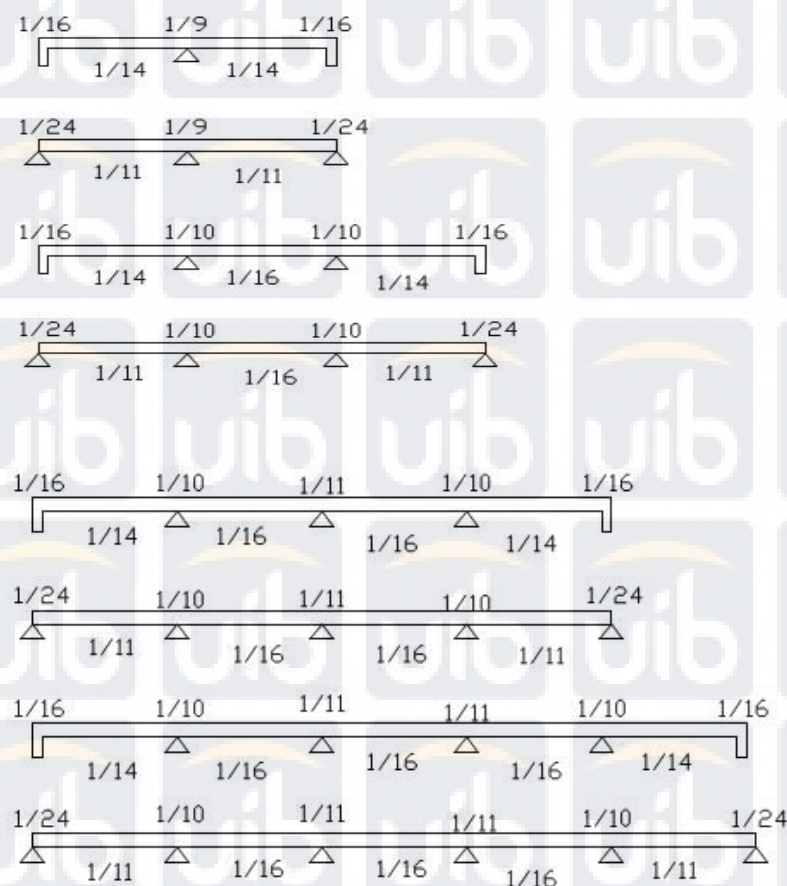 1/16 1/9 1/16
1/14 1/14
1/24 1/9 1/24
1/11 1/11
1/16 1/10 1/10 1/16
1/14 1/16 1/14
1/24 1/10 1/10 1/24
1/11 1/16 1/11
1/16 1/10 1/11 1/10 1/16
1/14 1/16 1/16 1/14
1/24 1/10 1/11 1/10 1/24
1/11 1/16 1/16 1/11
1/16 1/10 1/11 1/11 1/10 1/16
1/14 1/16 1/16 1/16 1/14
1/24 1/10 1/11 1/11 1/10 1/24
1/11 1/16 1/16 1/16 1/11
uib